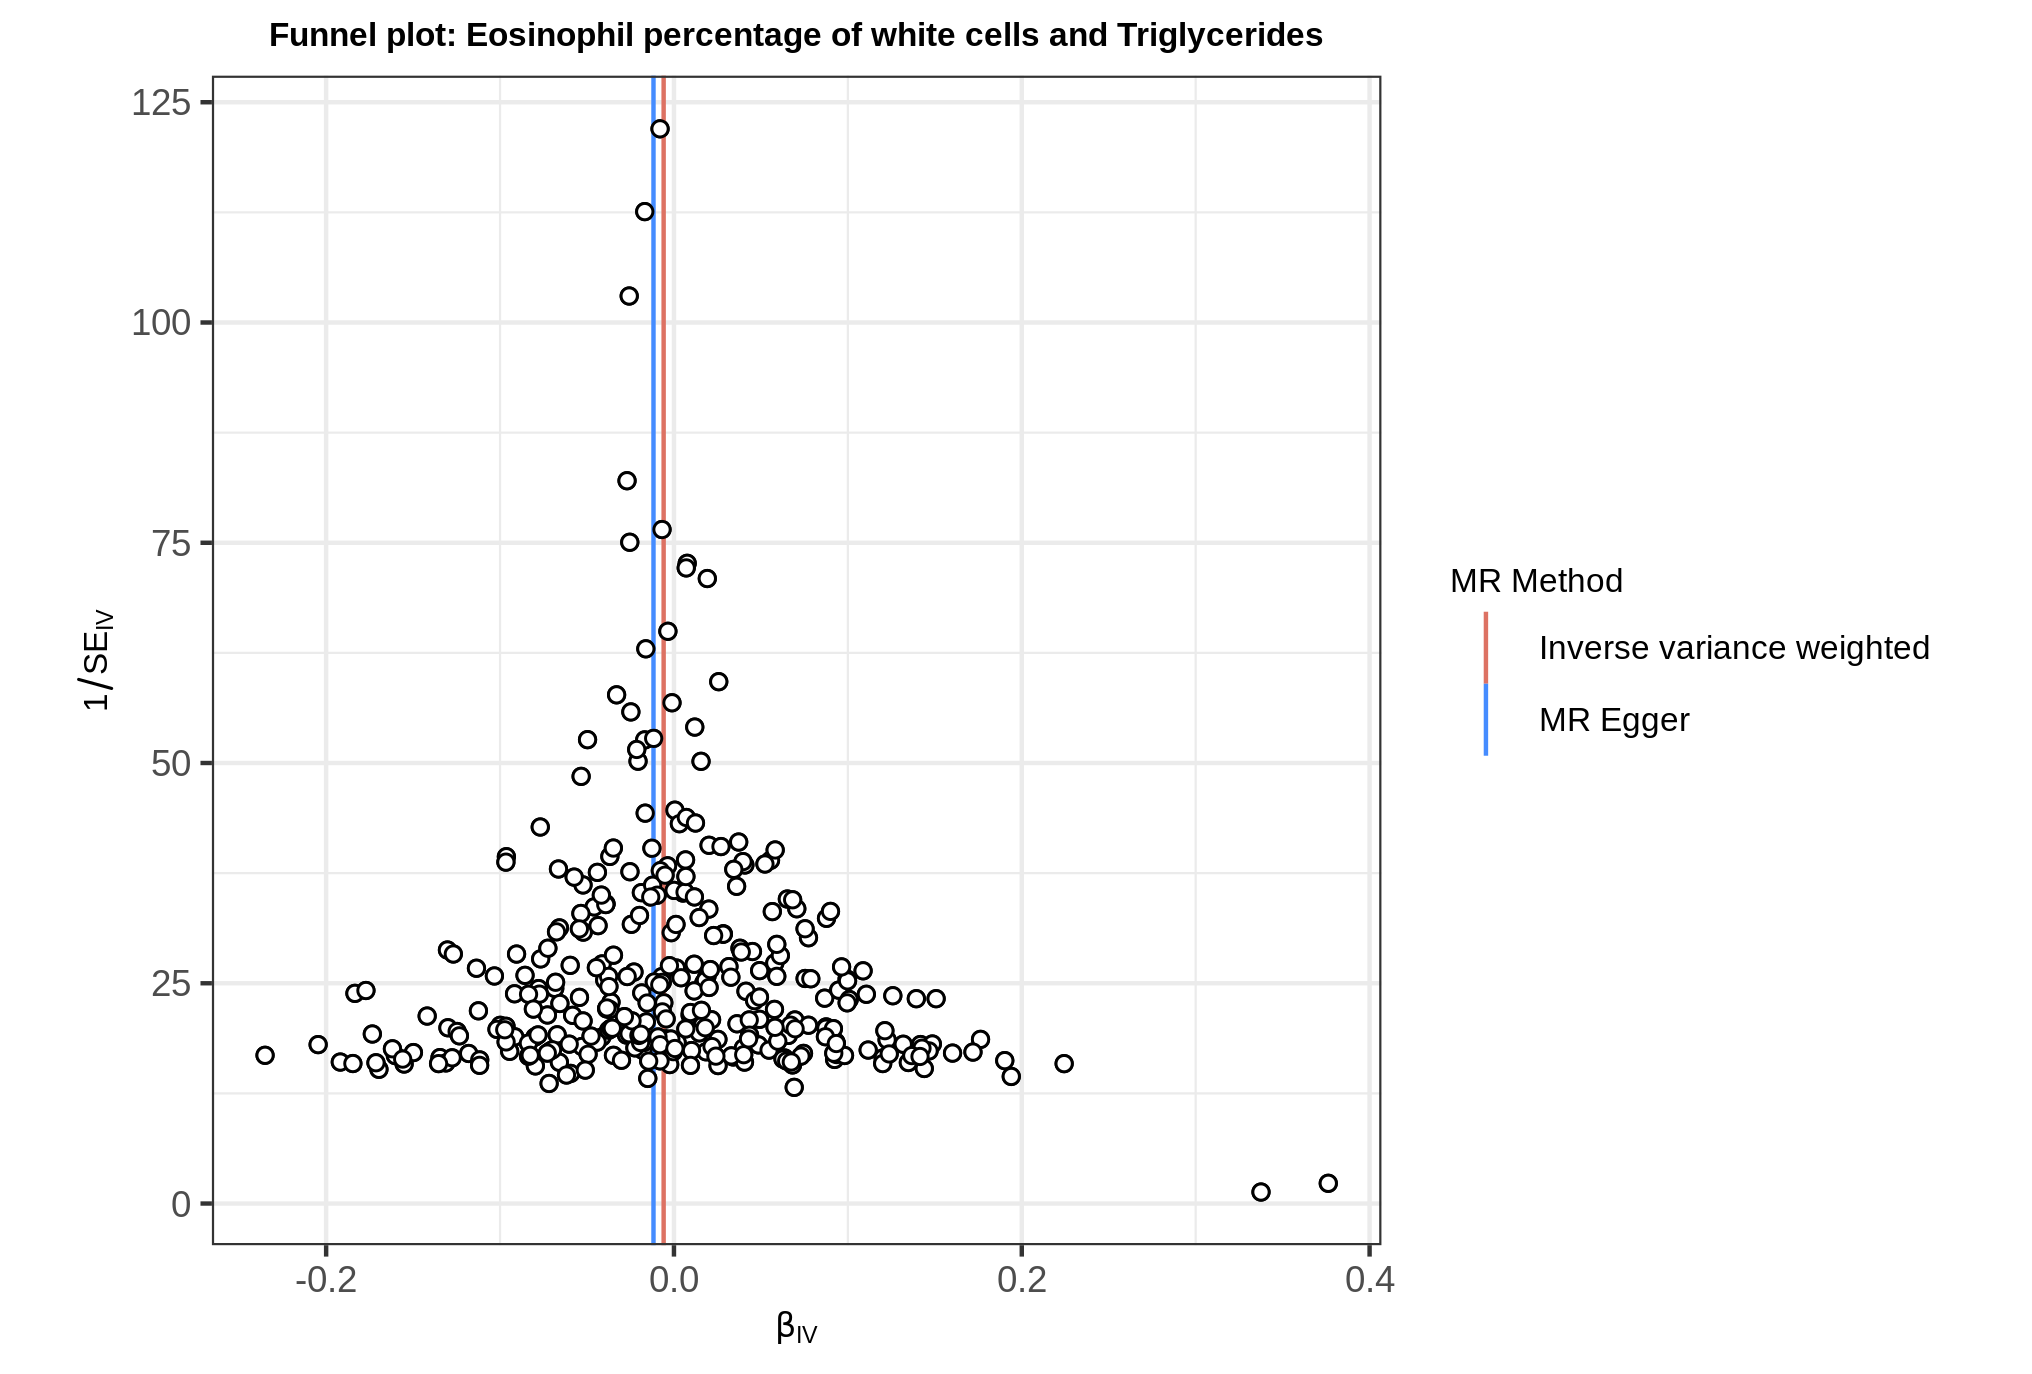 Funnel plot: Eosinophil percentage of white cells and Triglycerides
125
100
75
50
25
0
1/SE_IV
-0.2 0.0 0.2 0.4
β_IV
MR Method
Inverse variance weighted
MR Egger